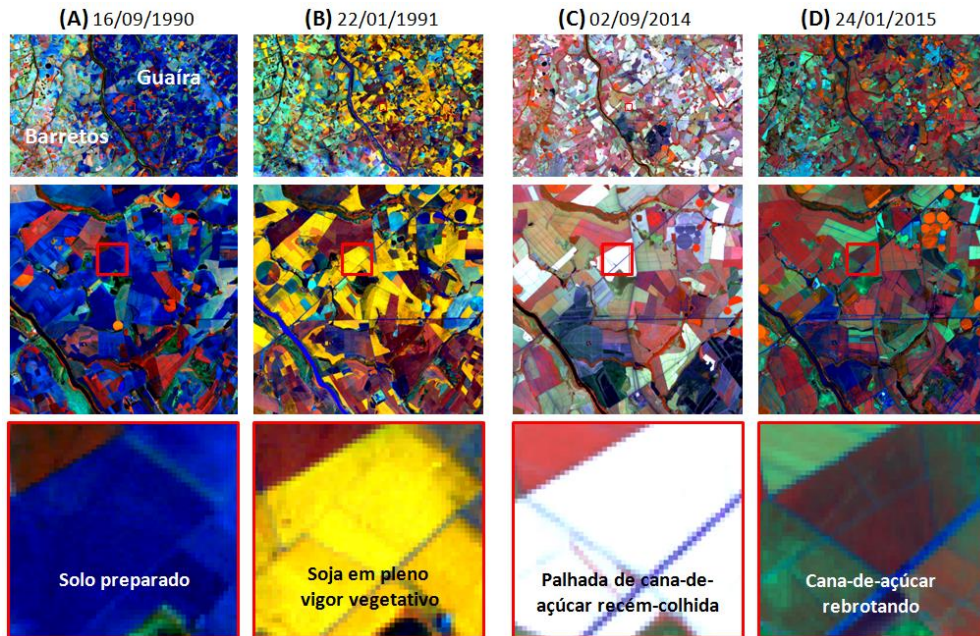 (A) 16/09/1990
(B) 22/01/1991
(C) 02/09/2014
(D) 24/01/2015
Guaíra
Barretos
Solo preparado
Soja em pleno
vigor vegetativo
Palhada de cana-de-
açúcar recém-colhida
Cana-de-açúcar
rebrotando